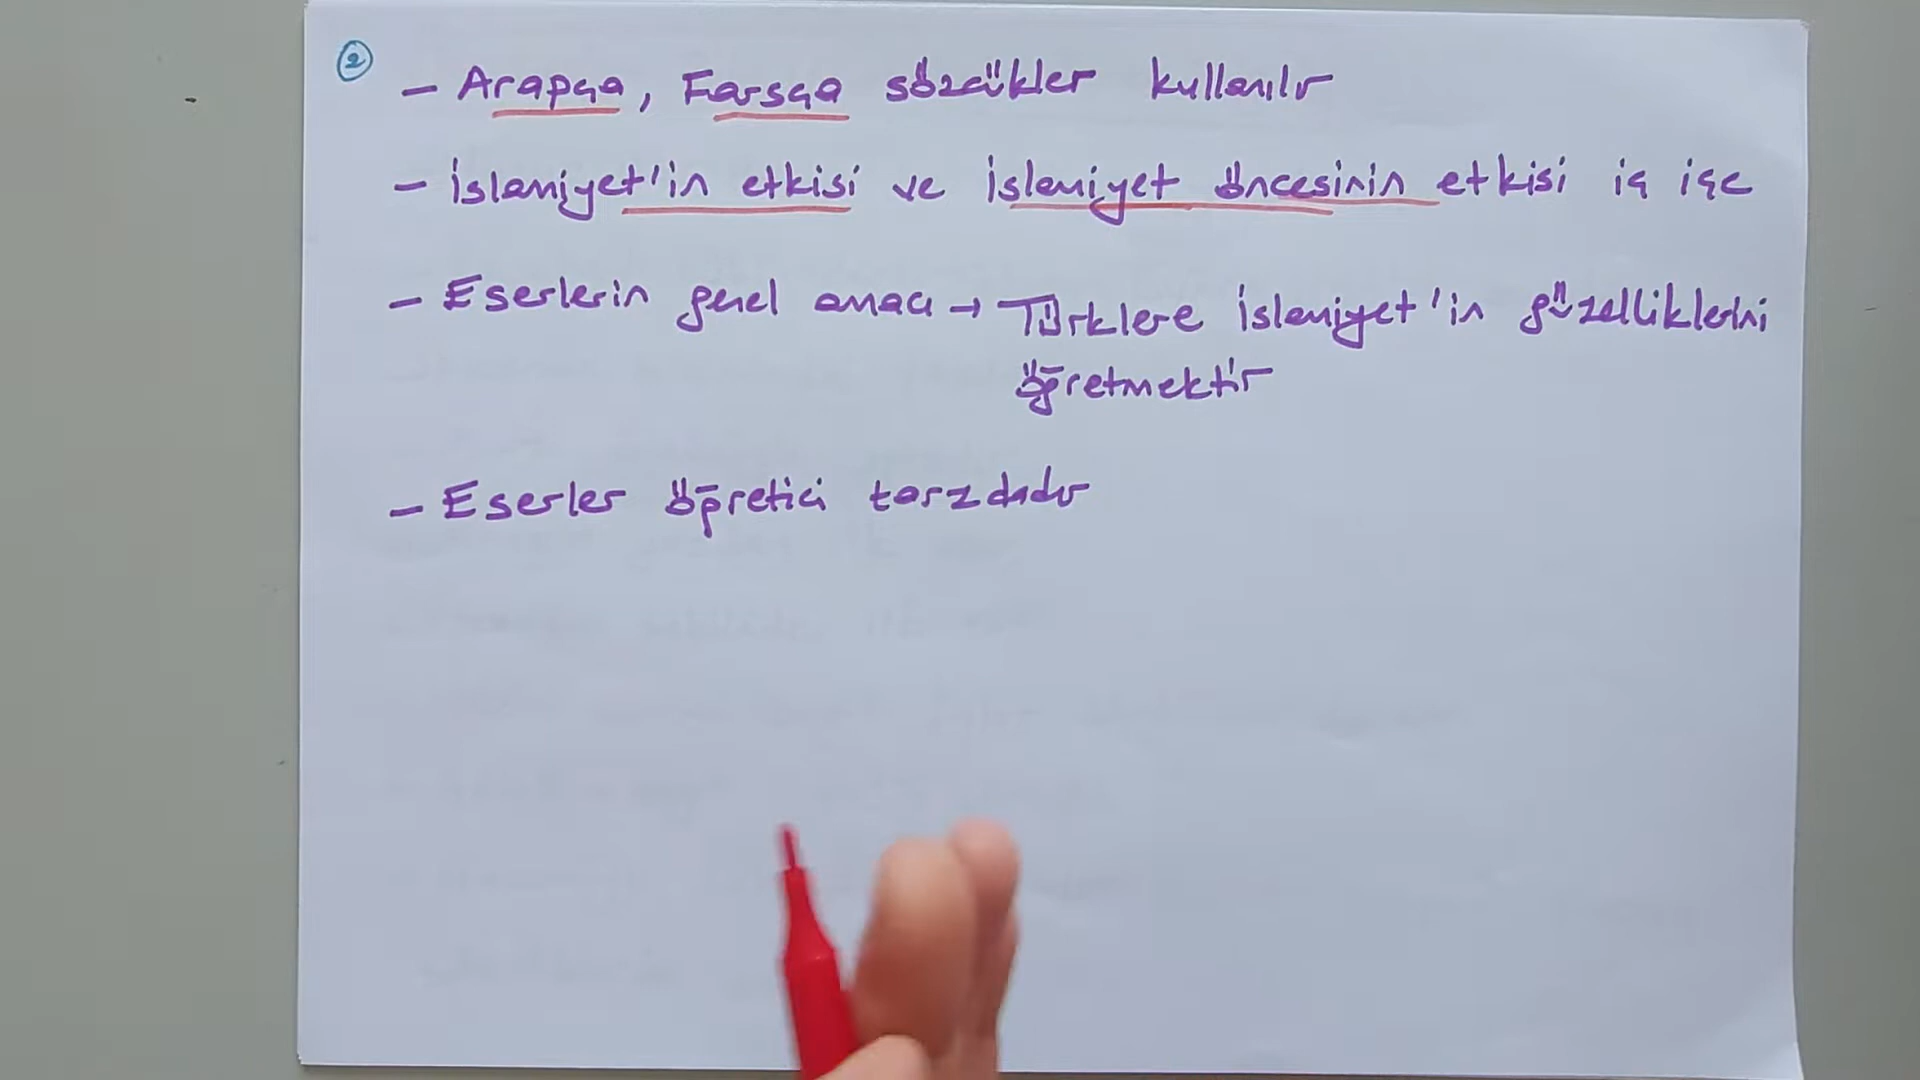 ②
- Arapça, Farsça sözcükler kullanılır
- İslamiyet'in etkisi ve İslamiyet öncesinin etkisi iç içe
- Eserlerin genel amacı → Türklere İslamiyet'in güzelliklerini
öğretmektir
- Eserler öğretici tarzdadır